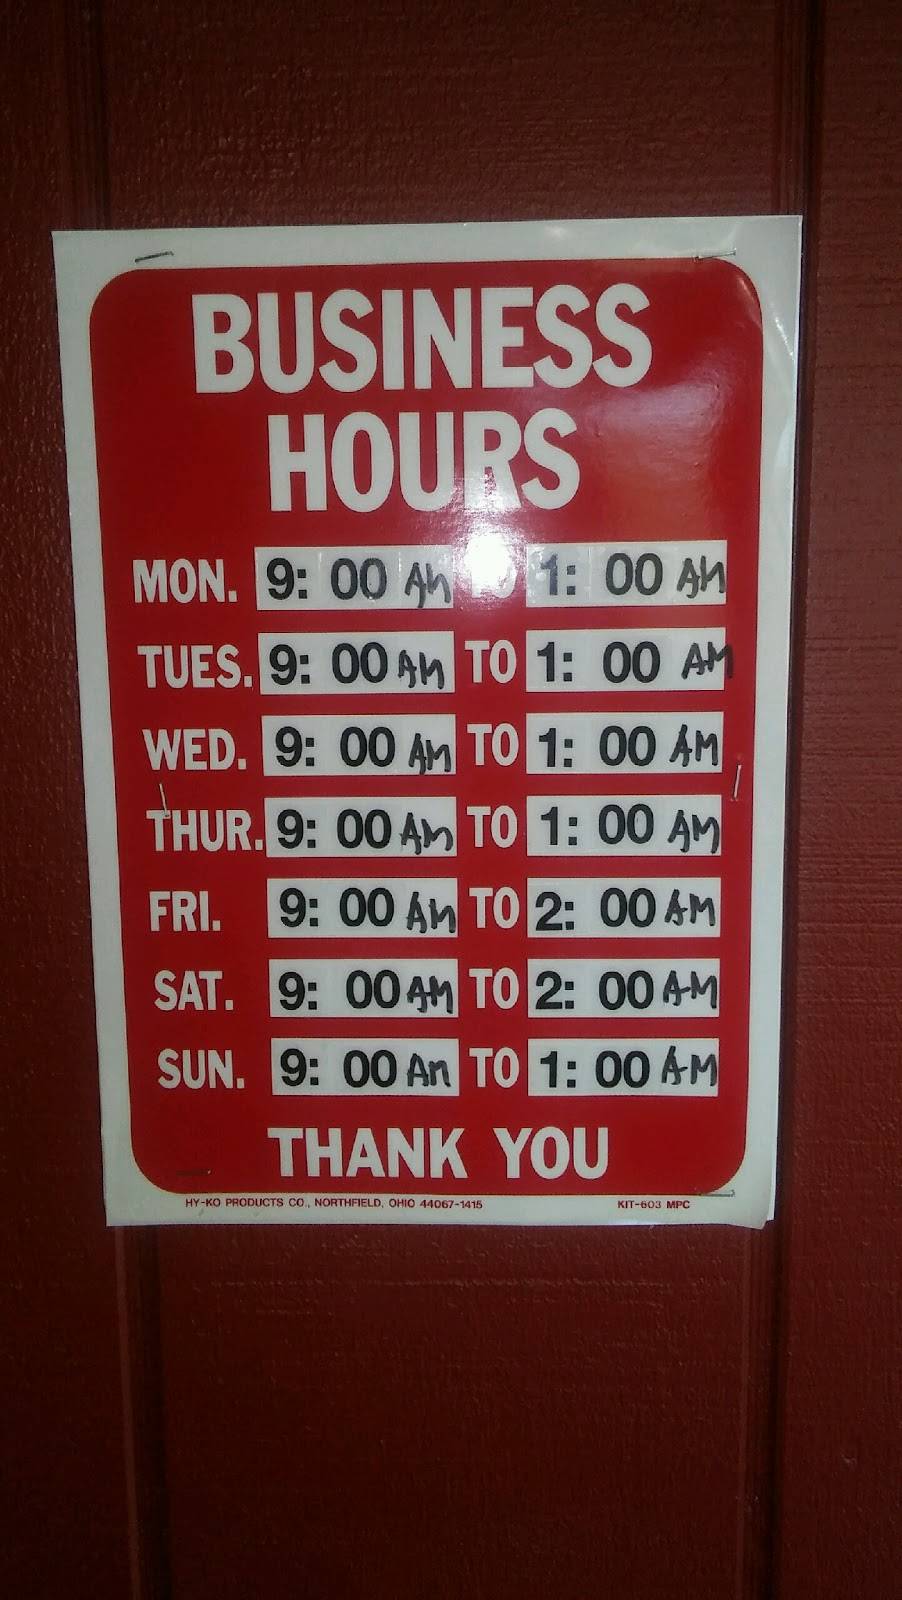 BUSINESS
HOURS
MON. 9: 00 AM TO 1: 00 AM
TUES. 9: 00 AM TO 1: 00 AM
WED. 9: 00 AM TO 1: 00 AM
THUR. 9: 00 AM TO 1: 00 AM
FRI. 9: 00 AM TO 2: 00 AM
SAT. 9: 00 AM TO 2: 00 AM
SUN. 9: 00 AM TO 1: 00 AM
THANK YOU
HY-KO PRODUCTS CO., NORTHFIELD, OHIO 44067-1415 KIT-603 MPC